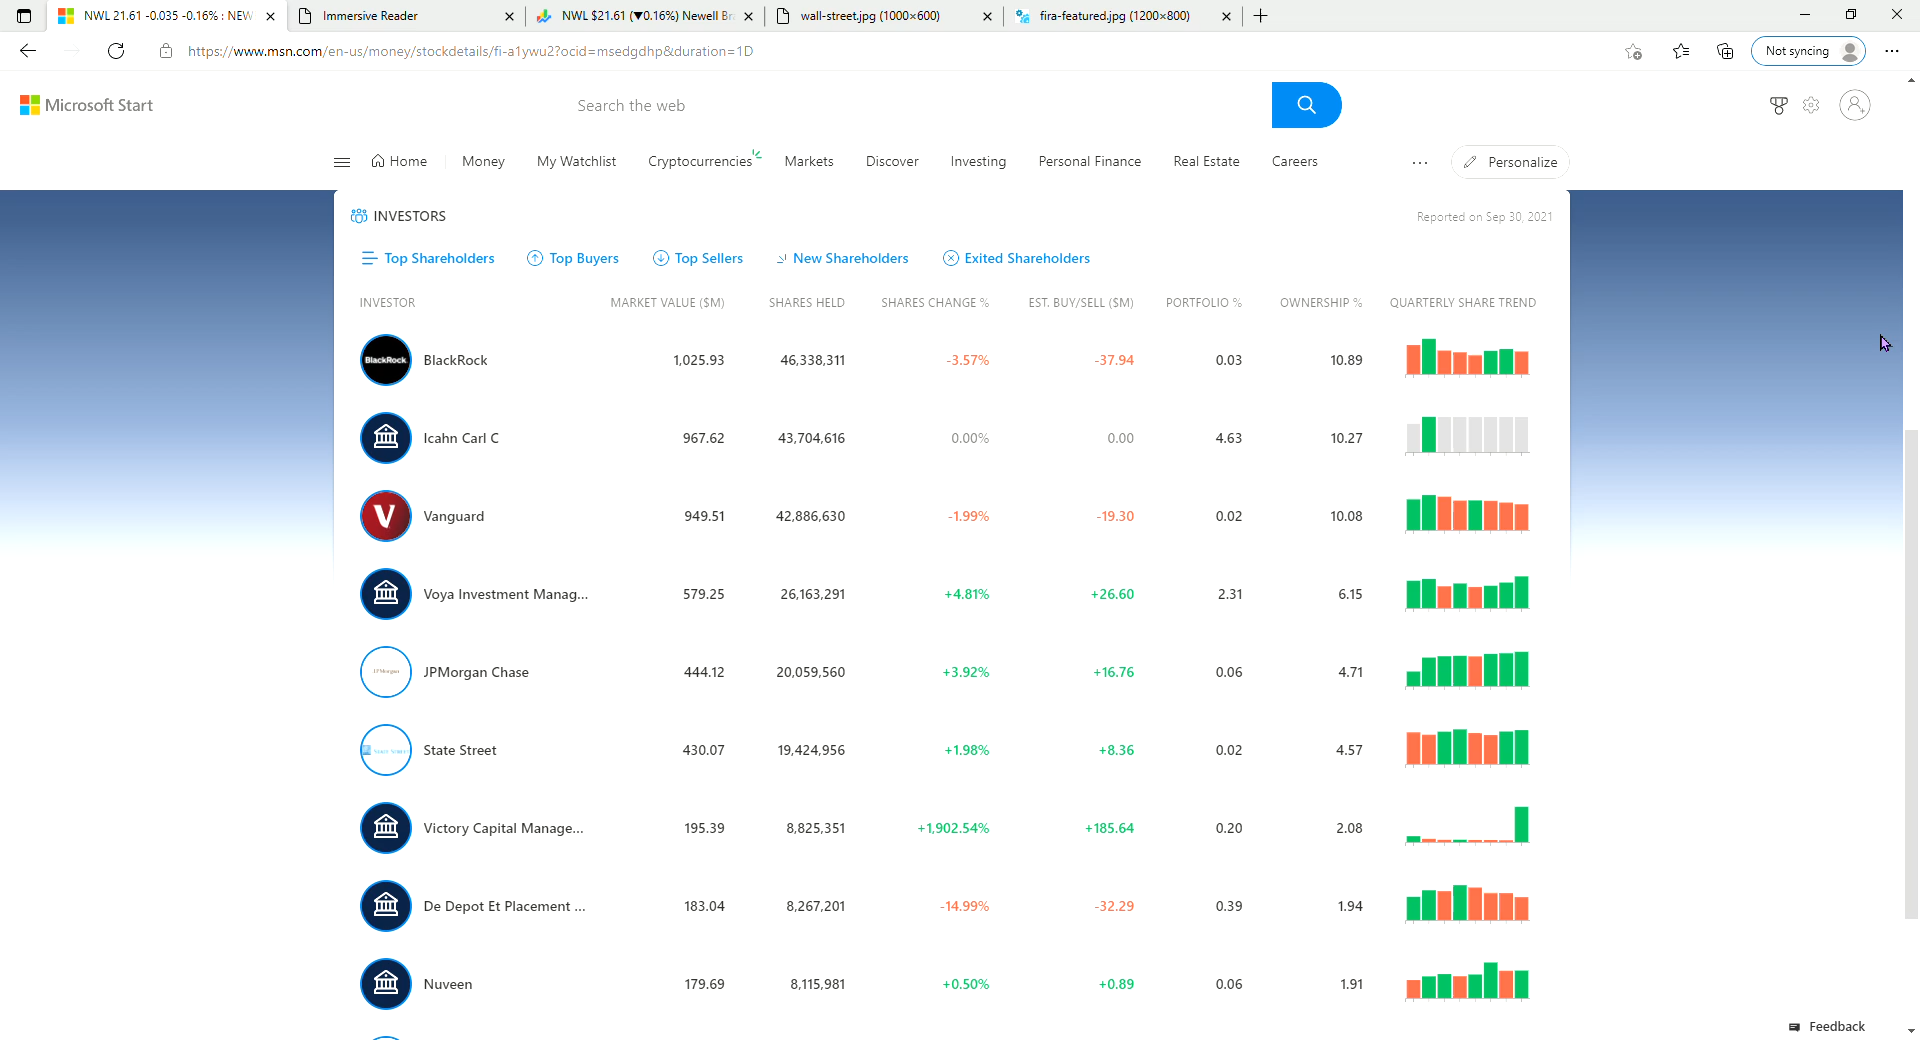 NWL 21.61 -0.035 -0.16% : NEW
Immersive Reader
NWL $21.61 (▼0.16%) Newell Br
wall-street.jpg (1000×600)
fira-featured.jpg (1200×800)
https://www.msn.com/en-us/money/stockdetails/fi-a1ywu2?ocid=msedgdhp&duration=1D
Not syncing
Microsoft Start
Search the web
Home
Money
My Watchlist
Cryptocurrencies
Markets
Discover
Investing
Personal Finance
Real Estate
Careers
Personalize
INVESTORS
Reported on Sep 30, 2021
Top Shareholders
Top Buyers
Top Sellers
New Shareholders
Exited Shareholders
INVESTOR MARKET VALUE ($M) SHARES HELD SHARES CHANGE % EST. BUY/SELL ($M) PORTFOLIO % OWNERSHIP % QUARTERLY SHARE TREND
BlackRock BlackRock 1,025.93 46,338,311 -3.57% -37.94 0.03 10.89
Icahn Carl C 967.62 43,704,616 0.00% 0.00 4.63 10.27
V Vanguard 949.51 42,886,630 -1.99% -19.30 0.02 10.08
Voya Investment Manag... 579.25 26,163,291 +4.81% +26.60 2.31 6.15
J.P.Morgan JPMorgan Chase 444.12 20,059,560 +3.92% +16.76 0.06 4.71
State Street 430.07 19,424,956 +1.98% +8.36 0.02 4.57
Victory Capital Manage... 195.39 8,825,351 +1,902.54% +185.64 0.20 2.08
De Depot Et Placement ... 183.04 8,267,201 -14.99% -32.29 0.39 1.94
Nuveen 179.69 8,115,981 +0.50% +0.89 0.06 1.91
Feedback